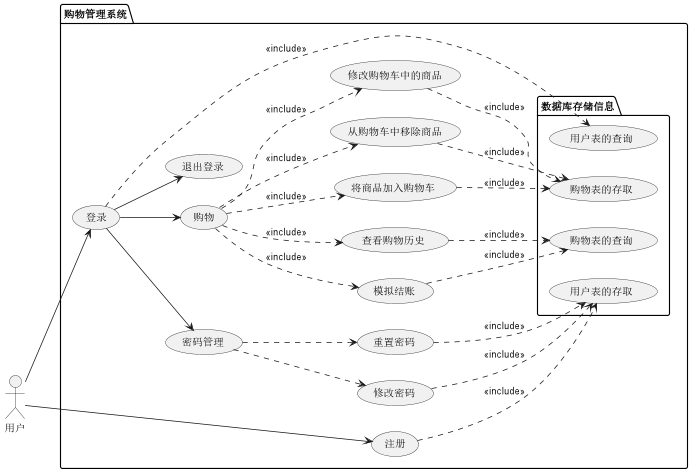 购物管理系统
«include»
修改购物车中的商品
«include»
«include»
数据库存储信息
从购物车中移除商品
用户表的查询
«include»
«include»
退出登录
«include»
将商品加入购物车
«include»
购物表的存取
登录
购物
«include»
查看购物历史
«include»
购物表的查询
«include»
模拟结账
«include»
用户表的存取
密码管理
重置密码
«include»
«include»
修改密码
«include»
用户
注册